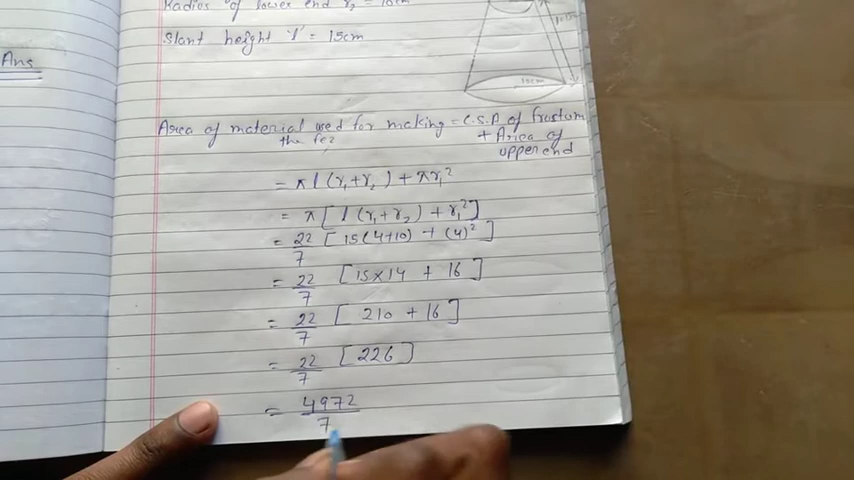 Radius of lower end r₂ = 10cm
Slant height 'l' = 15cm
Ans
10cm
Area of material used for making = C.S.A of frustum
the fez + Area of
upper end
= π l (r₁+r₂) + πr₁²
= π [ l (r₁+r₂) + r₁²]
= 22/7 [ 15(4+10) + (4)² ]
= 22/7 [15×14 + 16]
= 22/7 [ 210 + 16]
= 22/7 [226]
= 4972/7